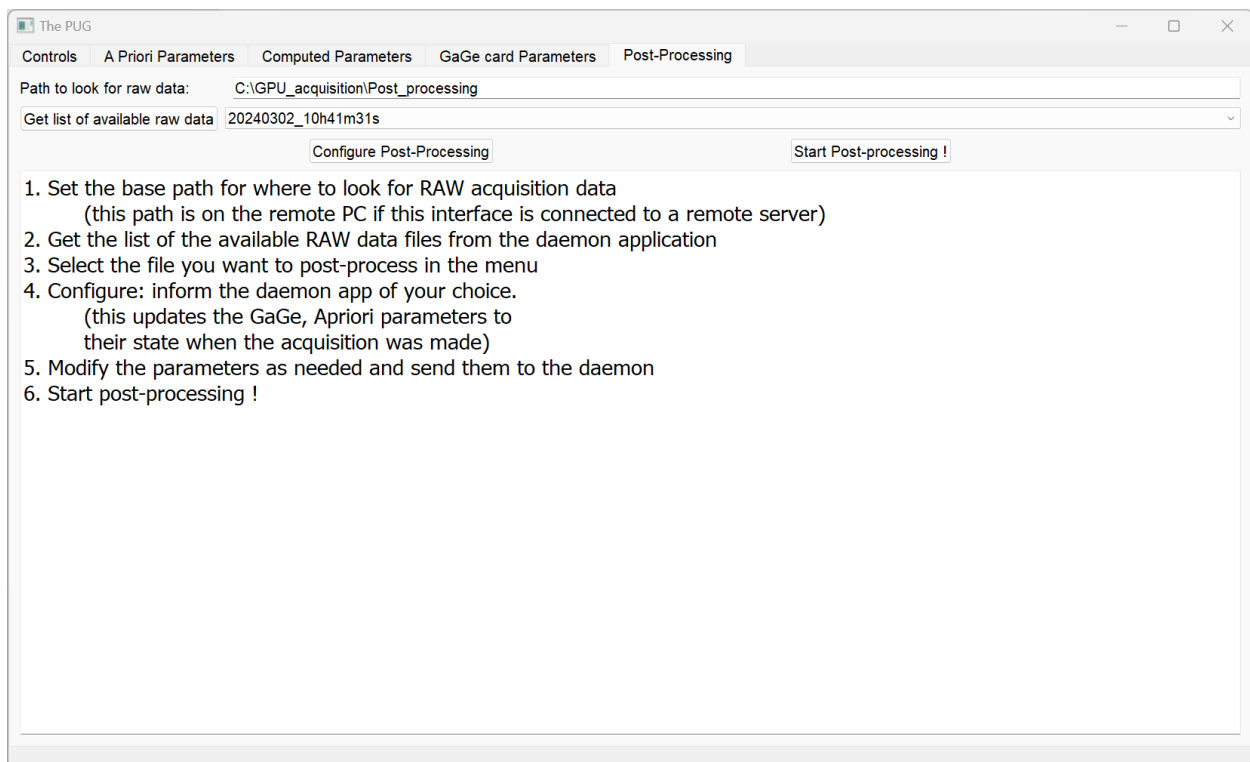 The PUG
Controls A Priori Parameters Computed Parameters GaGe card Parameters Post-Processing
Path to look for raw data: C:\GPU_acquisition\Post_processing
Get list of available raw data 20240302_10h41m31s
Configure Post-Processing Start Post-processing !
1. Set the base path for where to look for RAW acquisition data
(this path is on the remote PC if this interface is connected to a remote server)
2. Get the list of the available RAW data files from the daemon application
3. Select the file you want to post-process in the menu
4. Configure: inform the daemon app of your choice.
(this updates the GaGe, Apriori parameters to
their state when the acquisition was made)
5. Modify the parameters as needed and send them to the daemon
6. Start post-processing !